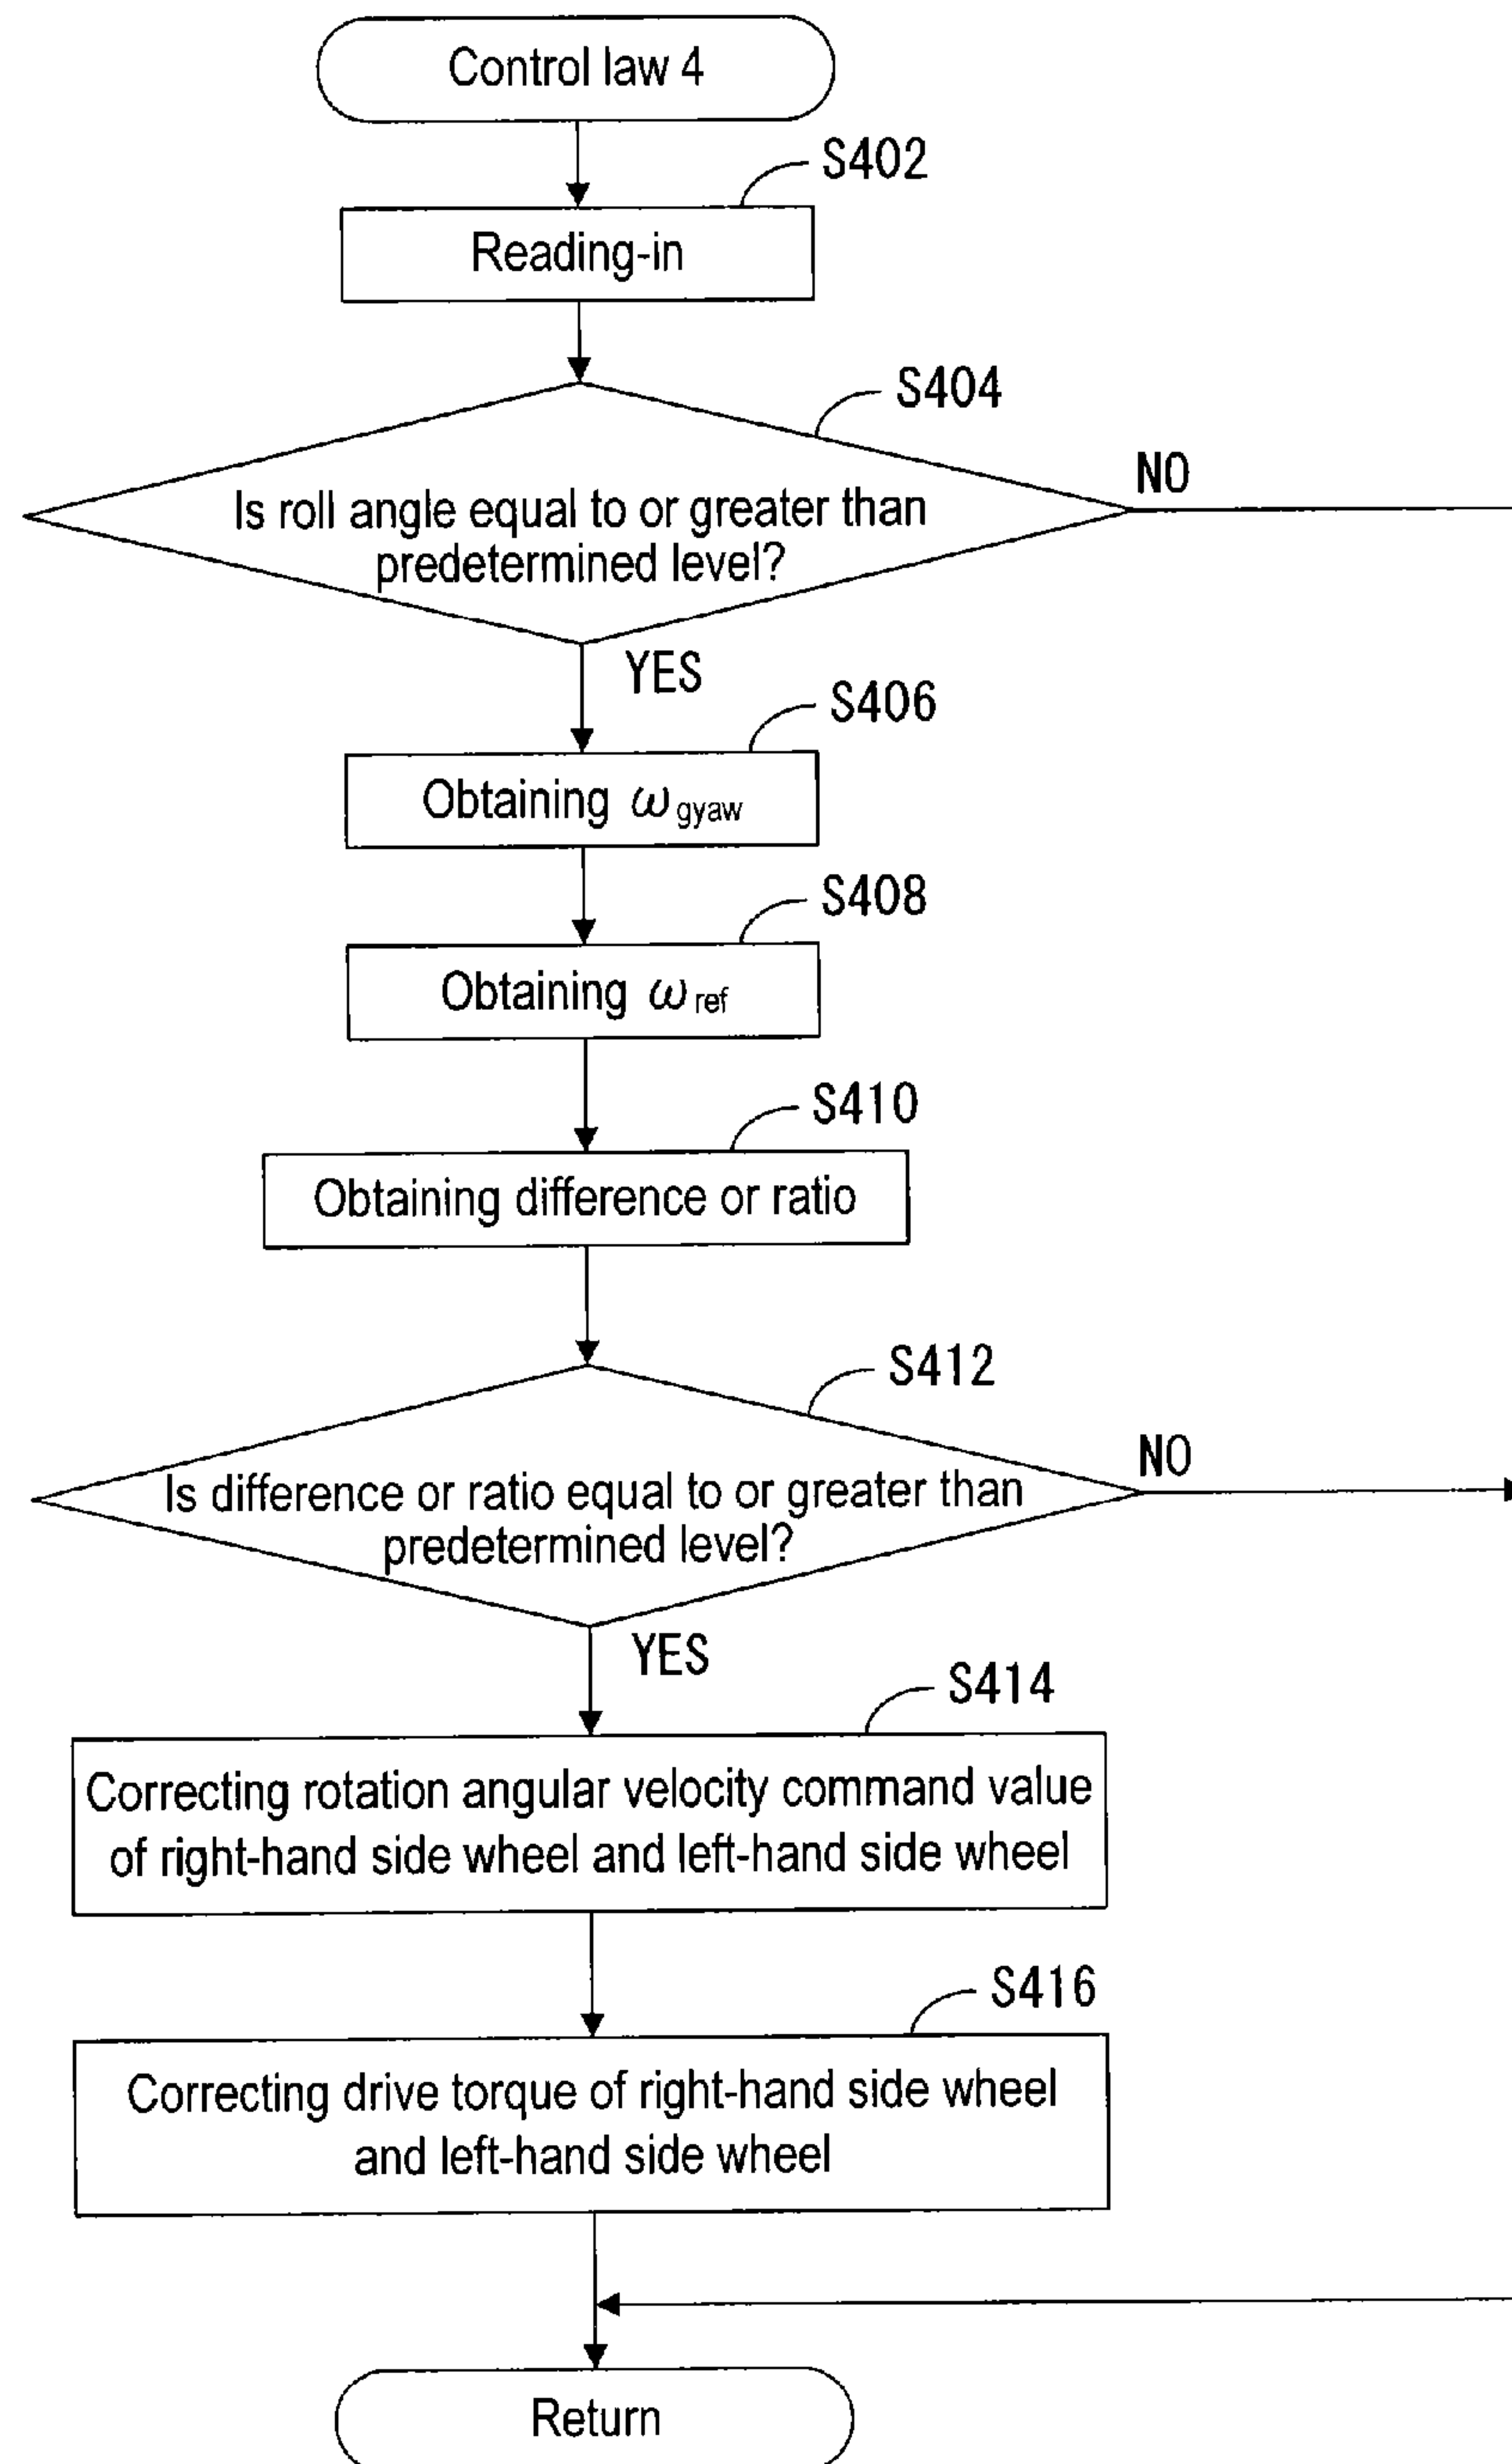 Control law 4
S402
Reading-in
S404
Is roll angle equal to or greater than
predetermined level?
NO
YES
S406
Obtaining ω gyaw
S408
Obtaining ω ref
S410
Obtaining difference or ratio
S412
Is difference or ratio equal to or greater than
predetermined level?
NO
YES
S414
Correcting rotation angular velocity command value
of right-hand side wheel and left-hand side wheel
S416
Correcting drive torque of right-hand side wheel
and left-hand side wheel
Return